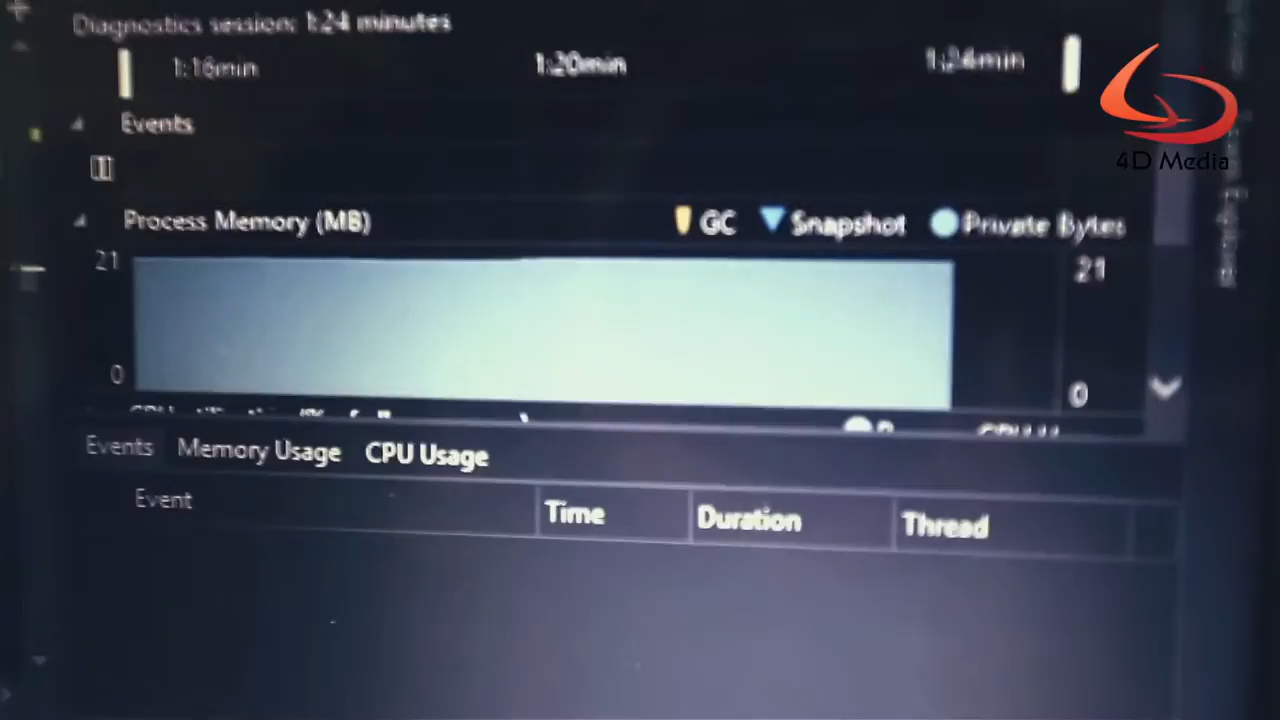 Diagnostics session: 1:24 minutes
1:16min 1:20min 1:24min
4D Media
Events
Process Memory (MB) GC Snapshot Private Bytes
21 21
0 0
Events Memory Usage CPU Usage
Event Time Duration Thread